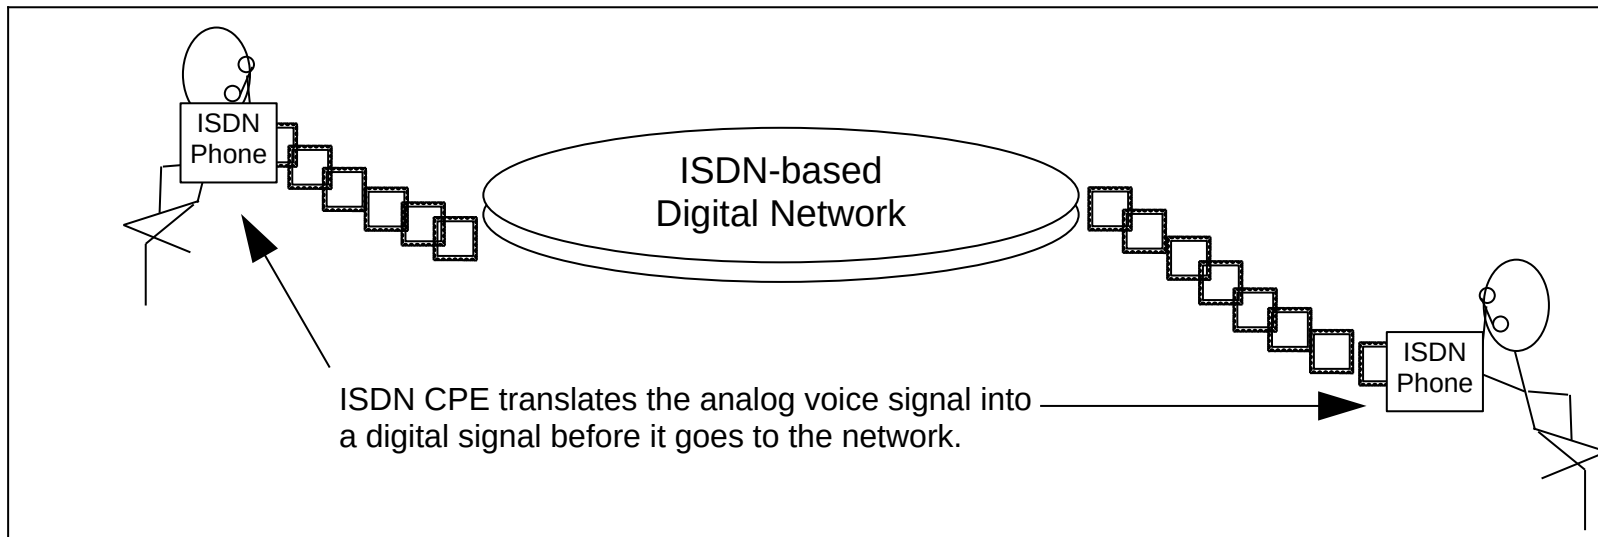 ISDN
Phone
ISDN-based
Digital Network
ISDN
Phone
ISDN CPE translates the analog voice signal into
a digital signal before it goes to the network.